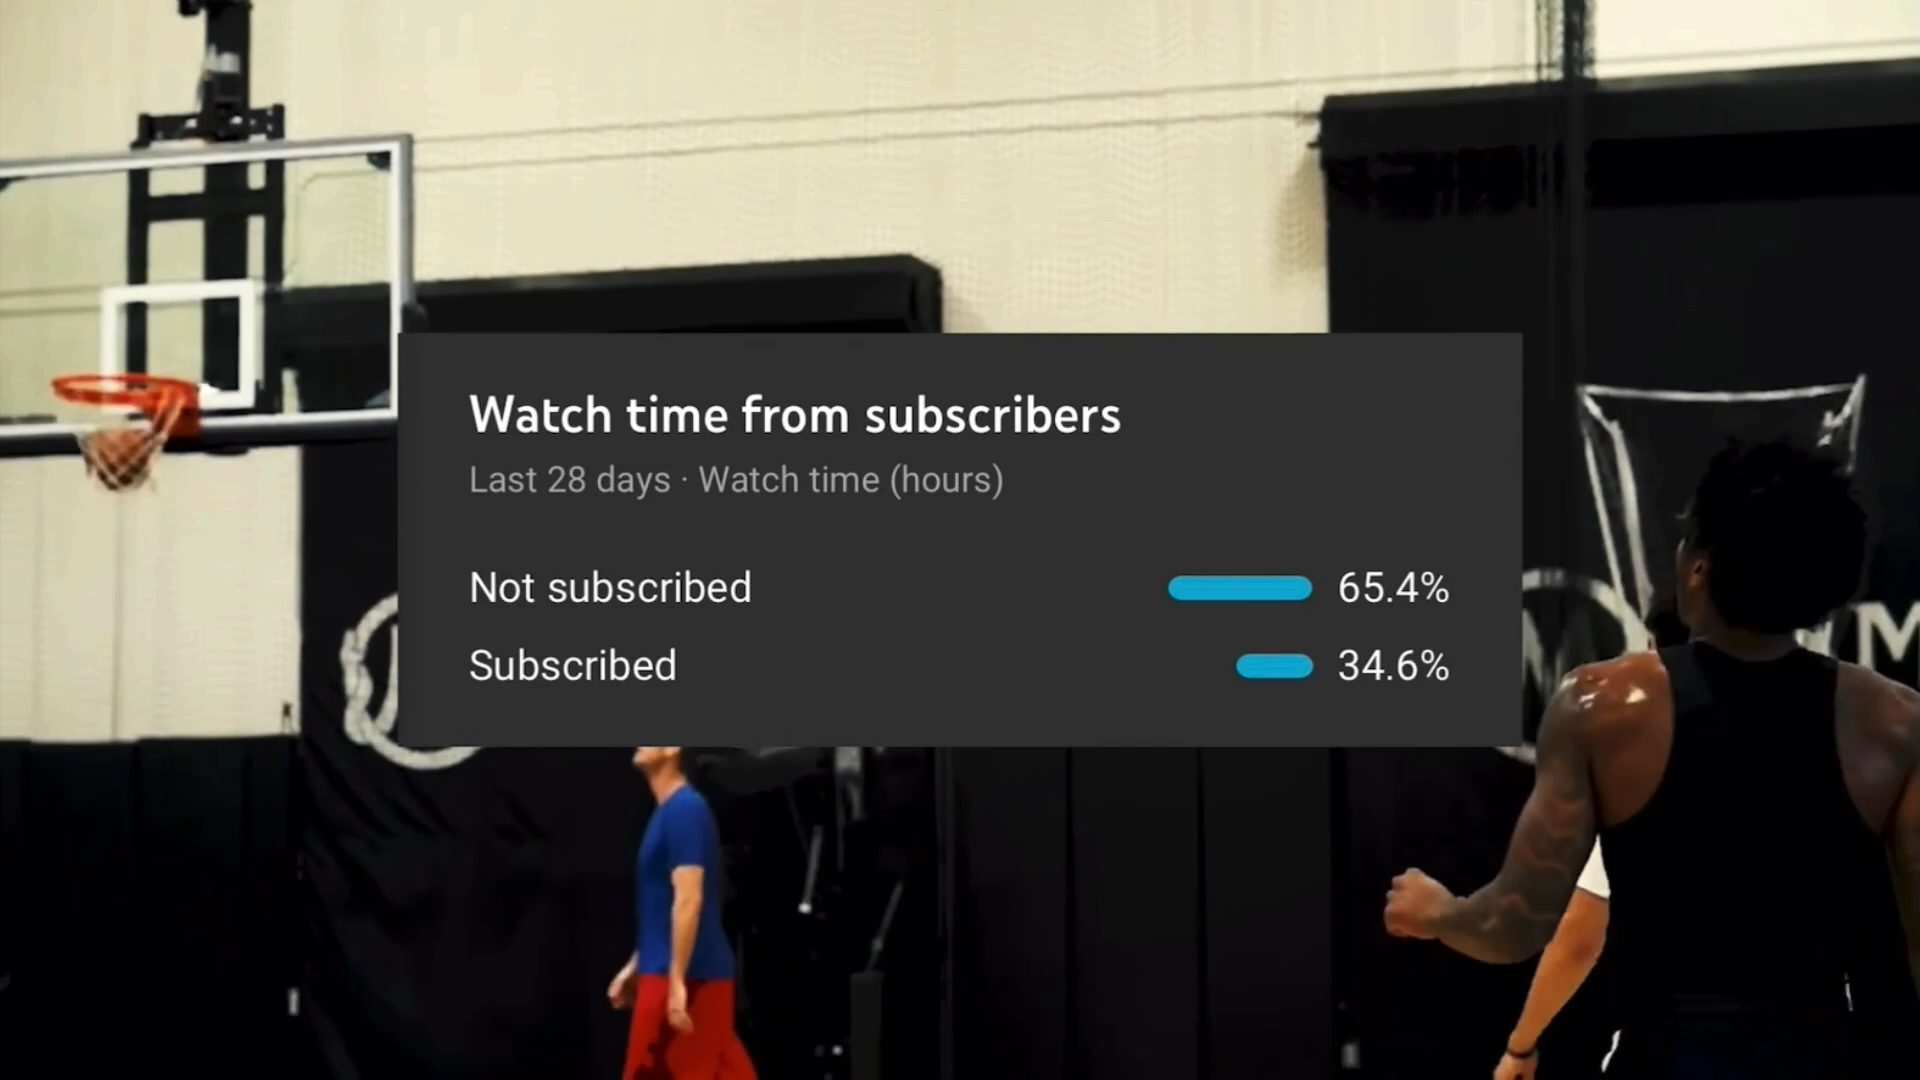 Watch time from subscribers
Last 28 days · Watch time (hours)
Not subscribed 65.4%
Subscribed 34.6%
M